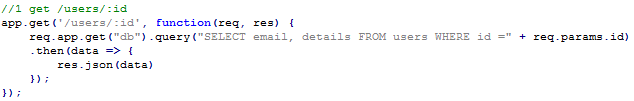 //1 get /users/:id
app.get('/users/:id', function(req, res) {
    req.app.get("db").query("SELECT email, details FROM users WHERE id =" + req.params.id)
    .then(data => {
        res.json(data)
    });
});